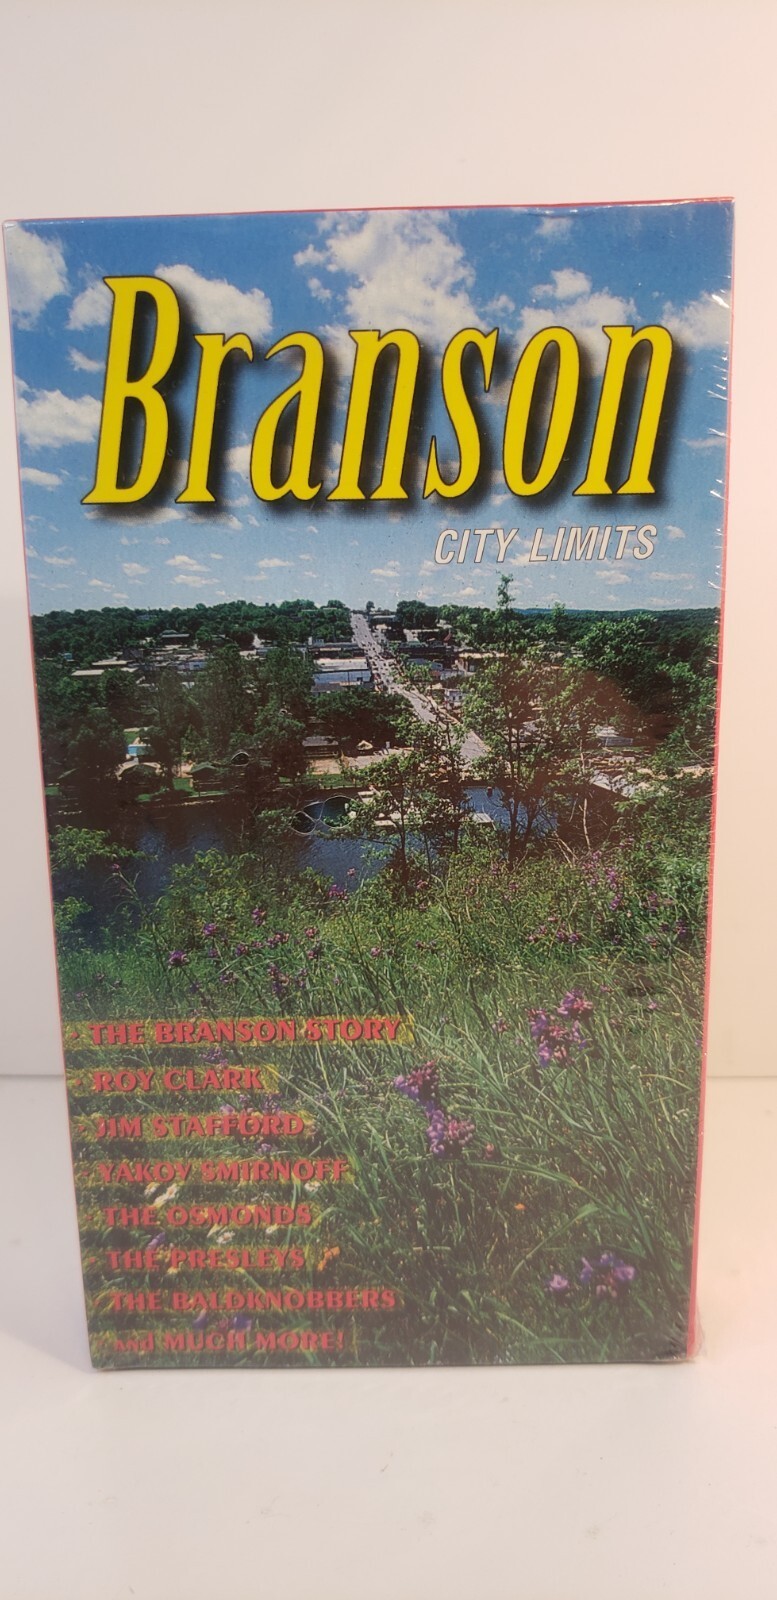 Branson
CITY LIMITS
• THE BRANSON STORY
• ROY CLARK
• JIM STAFFORD
• YAKOV SMIRNOFF
• THE OSMONDS
• THE PRESLEYS
• THE BALDKNOBBERS
and MUCH MORE!